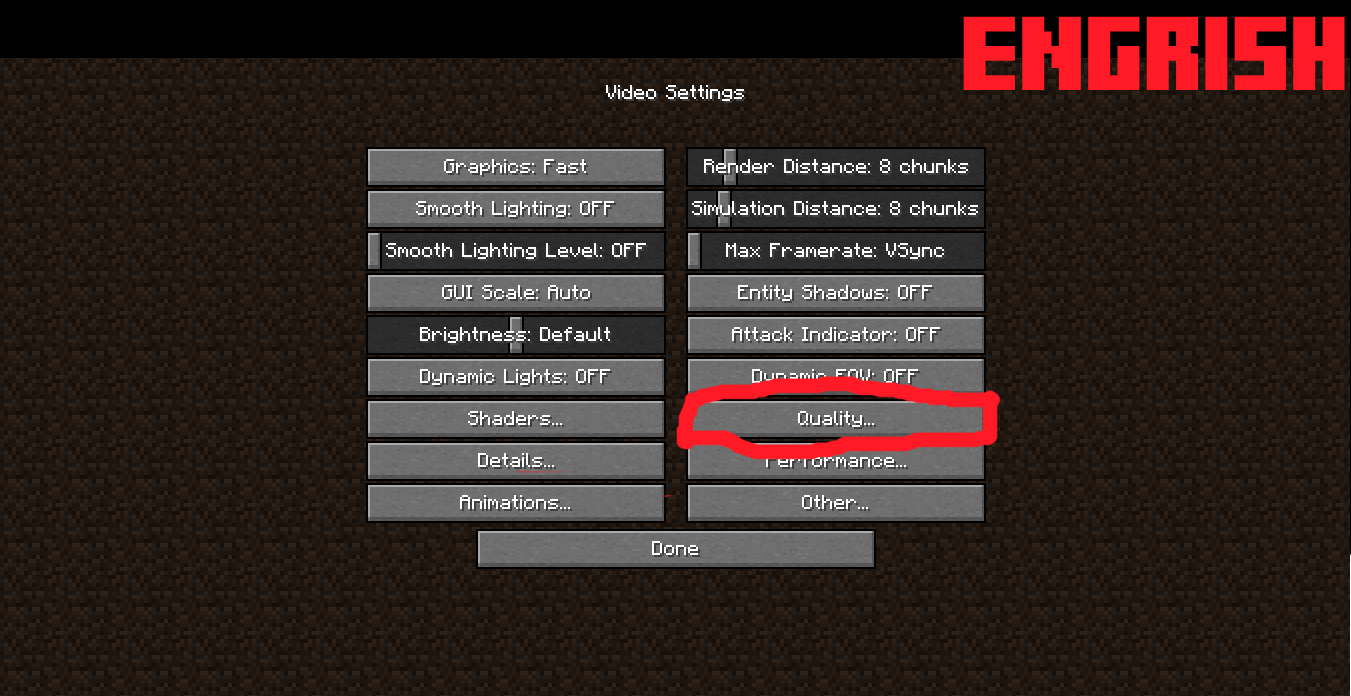 ENGRISH
Video Settings
Graphics: Fast
Render Distance: 8 chunks
Smooth Lighting: OFF
Simulation Distance: 8 chunks
Smooth Lighting Level: OFF
Max Framerate: VSync
GUI Scale: Auto
Entity Shadows: OFF
Brightness: Default
Attack Indicator: OFF
Dynamic Lights: OFF
Dynamic FOV: OFF
Shaders...
Quality...
Details...
Performance...
Animations...
Other...
Done